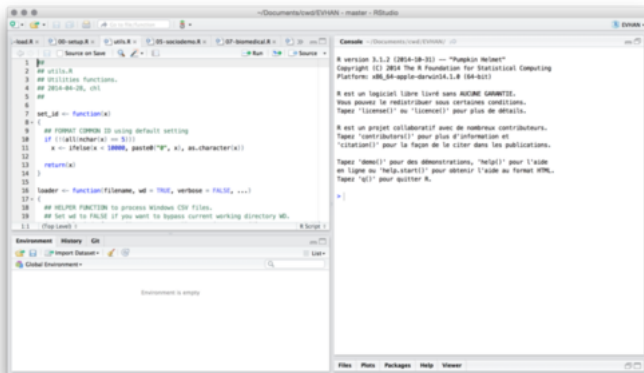 ~/Documents/cwd/EVHAN - master - RStudio
Go to file/function
EVHAN
-load.R × 00-setup.R × utils.R × 05-sociodemo.R × 07-biomedical.R ×
Source on Save Run Source
1 ##
2 ## utils.R
3 ## Utilities functions.
4 ## 2014-04-28, chl
5 ##
6
7 set_id <- function(x)
8 {
9 ## FORMAT COMMON ID using default setting
10 if (!(all(nchar(x) == 5)))
11 x <- ifelse(x < 10000, paste0("0", x), as.character(x))
12
13 return(x)
14 }
15
16 loader <- function(filename, wd = TRUE, verbose = FALSE, ...)
17 {
18 ## HELPER FUNCTION to process Windows CSV files.
19 ## Set wd to FALSE if you want to bypass current working directory WD.
1:1 (Top Level) R Script
Environment History Git
Import Dataset List
Global Environment
Environment is empty
Console ~/Documents/cwd/EVHAN/
R version 3.1.2 (2014-10-31) -- "Pumpkin Helmet"
Copyright (C) 2014 The R Foundation for Statistical Computing
Platform: x86_64-apple-darwin14.1.0 (64-bit)
R est un logiciel libre livré sans AUCUNE GARANTIE.
Vous pouvez le redistribuer sous certaines conditions.
Tapez 'license()' ou 'licence()' pour plus de détails.
R est un projet collaboratif avec de nombreux contributeurs.
Tapez 'contributors()' pour plus d'information et
'citation()' pour la façon de le citer dans les publications.
Tapez 'demo()' pour des démonstrations, 'help()' pour l'aide
en ligne ou 'help.start()' pour obtenir l'aide au format HTML.
Tapez 'q()' pour quitter R.
>
Files Plots Packages Help Viewer